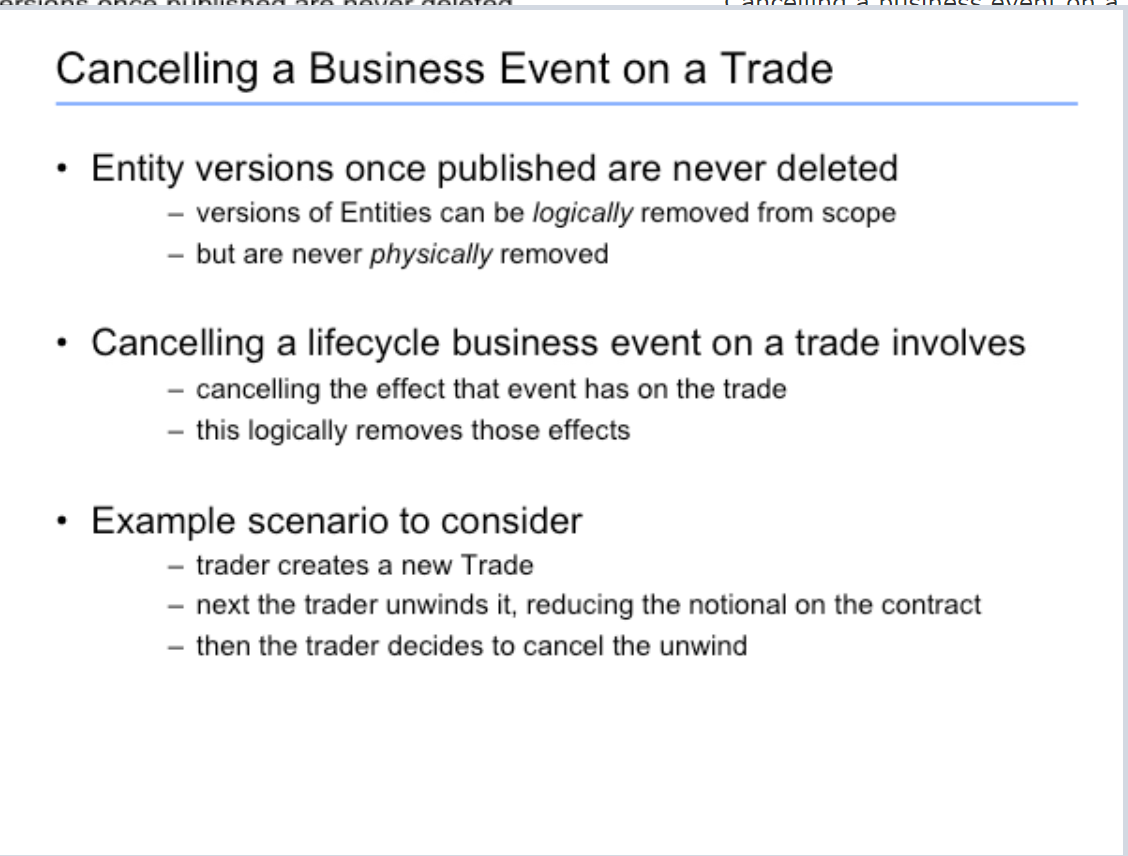 ersions once published are never deleted
Cancelling a business event on a
Cancelling a Business Event on a Trade
• Entity versions once published are never deleted
– versions of Entities can be logically removed from scope
– but are never physically removed
• Cancelling a lifecycle business event on a trade involves
– cancelling the effect that event has on the trade
– this logically removes those effects
• Example scenario to consider
– trader creates a new Trade
– next the trader unwinds it, reducing the notional on the contract
– then the trader decides to cancel the unwind